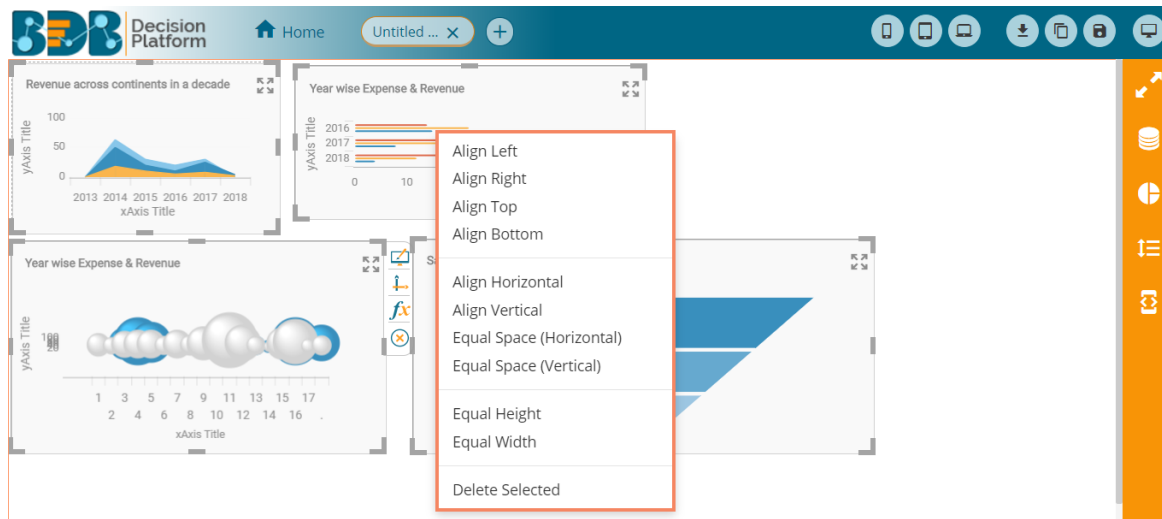 BDB Decision
Platform
Home
Untitled ... X
Revenue across continents in a decade
yAxis Title
100
50
0
2013 2014 2015 2016 2017 2018
xAxis Title
Year wise Expense & Revenue
yAxis Title
2016
2017
2018
0 10
Align Left
Align Right
Align Top
Align Bottom
Align Horizontal
Align Vertical
Equal Space (Horizontal)
Equal Space (Vertical)
Equal Height
Equal Width
Delete Selected
Year wise Expense & Revenue
yAxis Title
20
1 3 5 7 9 11 13 15 17
2 4 6 8 10 12 14 16 .
xAxis Title
fx